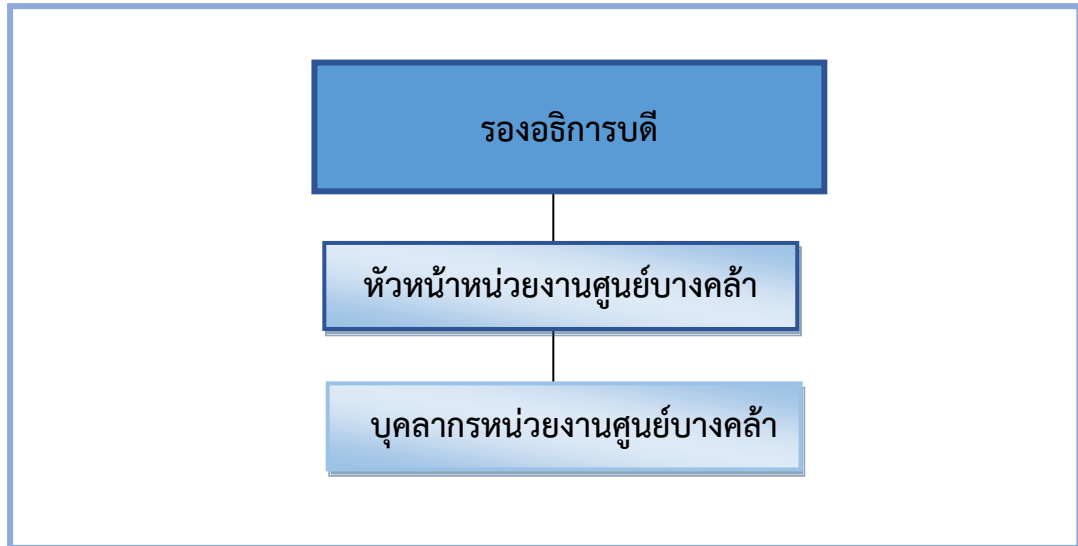 รองอธิการบดี
หัวหน้าหน่วยงานศูนย์บางคล้า
บุคลากรหน่วยงานศูนย์บางคล้า